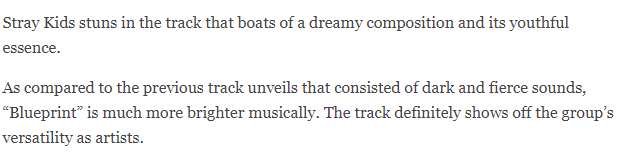 Stray Kids stuns in the track that boats of a dreamy composition and its youthful
essence.
As compared to the previous track unveils that consisted of dark and fierce sounds,
“Blueprint” is much more brighter musically. The track definitely shows off the group’s
versatility as artists.